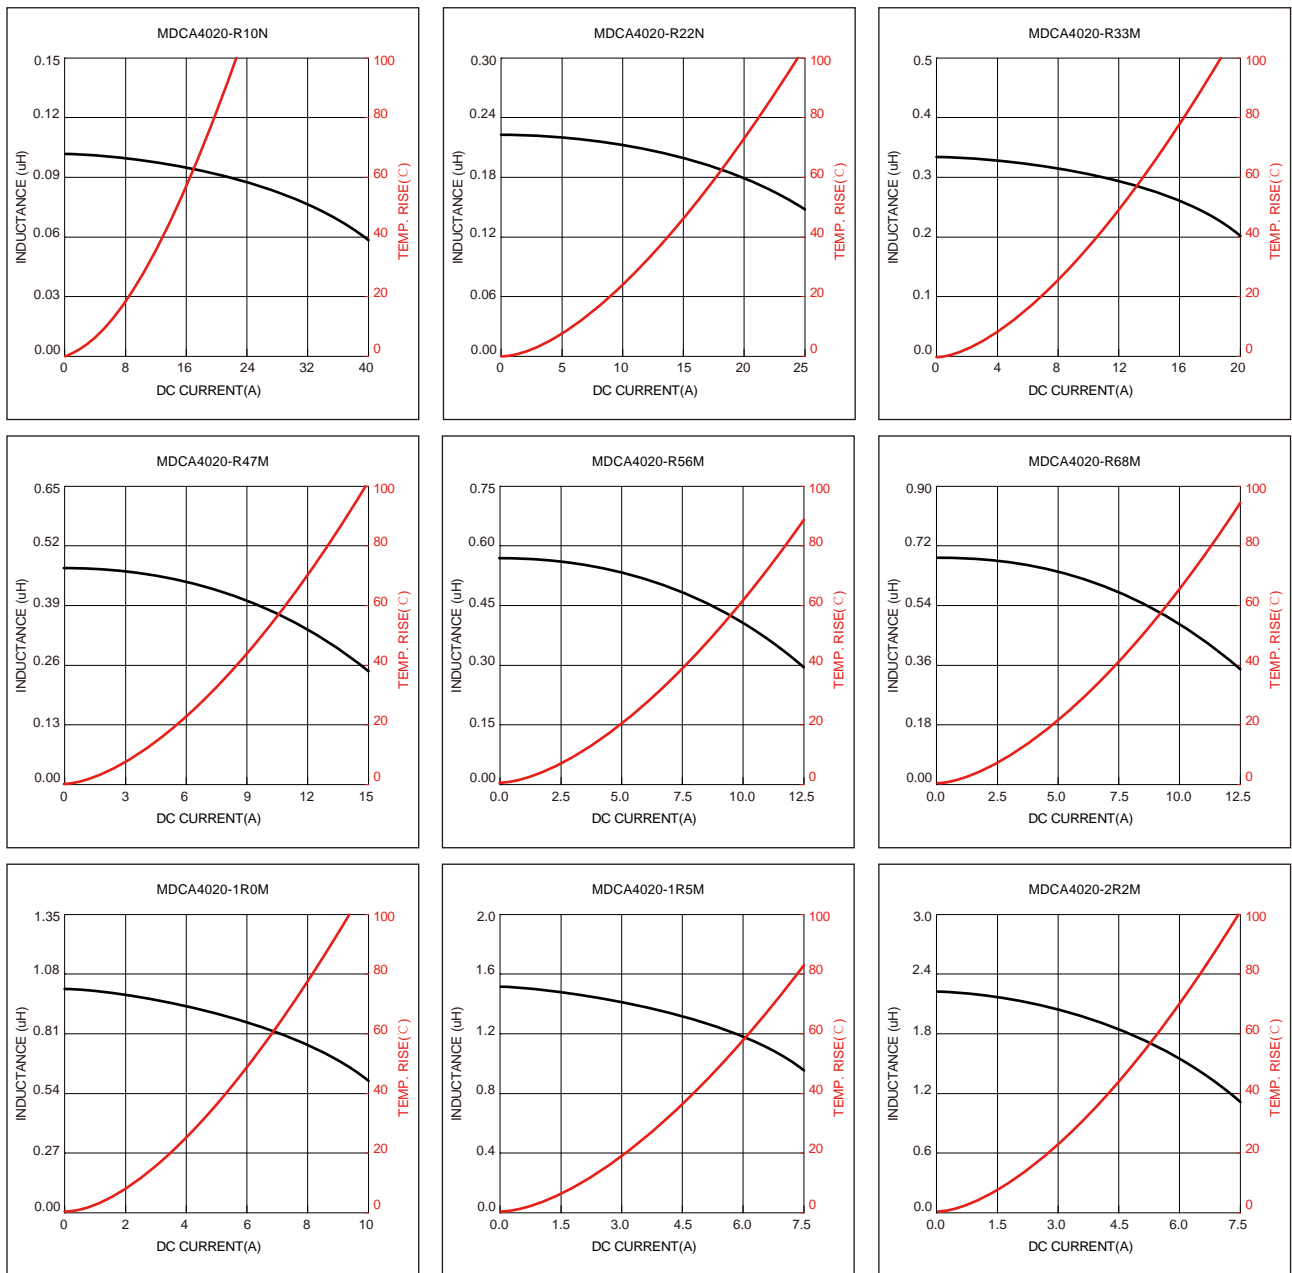 MDCA4020-R10N
0.15
0.12
0.09
0.06
0.03
0.00
INDUCTANCE (uH)
100
80
60
40
20
0
TEMP. RISE(℃)
0 8 16 24 32 40
DC CURRENT(A)
MDCA4020-R22N
0.30
0.24
0.18
0.12
0.06
0.00
INDUCTANCE (uH)
100
80
60
40
20
0
TEMP. RISE(℃)
0 5 10 15 20 25
DC CURRENT(A)
MDCA4020-R33M
0.5
0.4
0.3
0.2
0.1
0.0
INDUCTANCE (uH)
100
80
60
40
20
0
TEMP. RISE(℃)
0 4 8 12 16 20
DC CURRENT(A)
MDCA4020-R47M
0.65
0.52
0.39
0.26
0.13
0.00
INDUCTANCE (uH)
100
80
60
40
20
0
TEMP. RISE(℃)
0 3 6 9 12 15
DC CURRENT(A)
MDCA4020-R56M
0.75
0.60
0.45
0.30
0.15
0.00
INDUCTANCE (uH)
100
80
60
40
20
0
TEMP. RISE(℃)
0.0 2.5 5.0 7.5 10.0 12.5
DC CURRENT(A)
MDCA4020-R68M
0.90
0.72
0.54
0.36
0.18
0.00
INDUCTANCE (uH)
100
80
60
40
20
0
TEMP. RISE(℃)
0.0 2.5 5.0 7.5 10.0 12.5
DC CURRENT(A)
MDCA4020-1R0M
1.35
1.08
0.81
0.54
0.27
0.00
INDUCTANCE (uH)
100
80
60
40
20
0
TEMP. RISE(℃)
0 2 4 6 8 10
DC CURRENT(A)
MDCA4020-1R5M
2.0
1.6
1.2
0.8
0.4
0.0
INDUCTANCE (uH)
100
80
60
40
20
0
TEMP. RISE(℃)
0.0 1.5 3.0 4.5 6.0 7.5
DC CURRENT(A)
MDCA4020-2R2M
3.0
2.4
1.8
1.2
0.6
0.0
INDUCTANCE (uH)
100
80
60
40
20
0
TEMP. RISE(℃)
0.0 1.5 3.0 4.5 6.0 7.5
DC CURRENT(A)